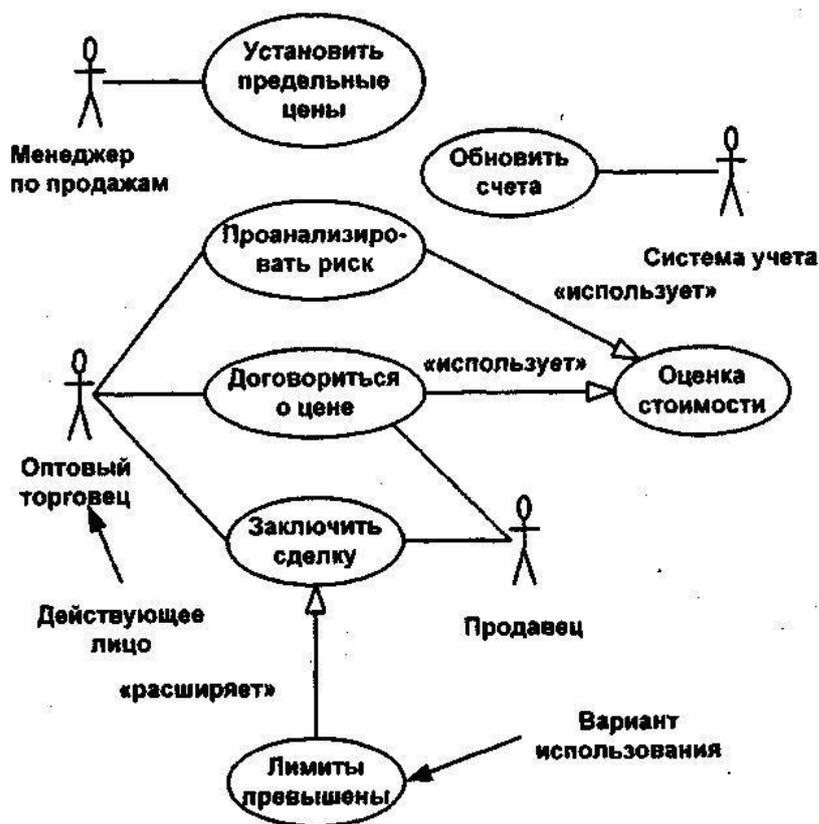 Установить
предельные
цены
Менеджер
по продажам
Обновить
счета
Система учета
Проанализиро-
вать риск
«использует»
Договориться
о цене
«использует»
Оценка
стоимости
Оптовый
торговец
Заключить
сделку
Действующее
лицо
Продавец
«расширяет»
Вариант
использования
Лимиты
превышены